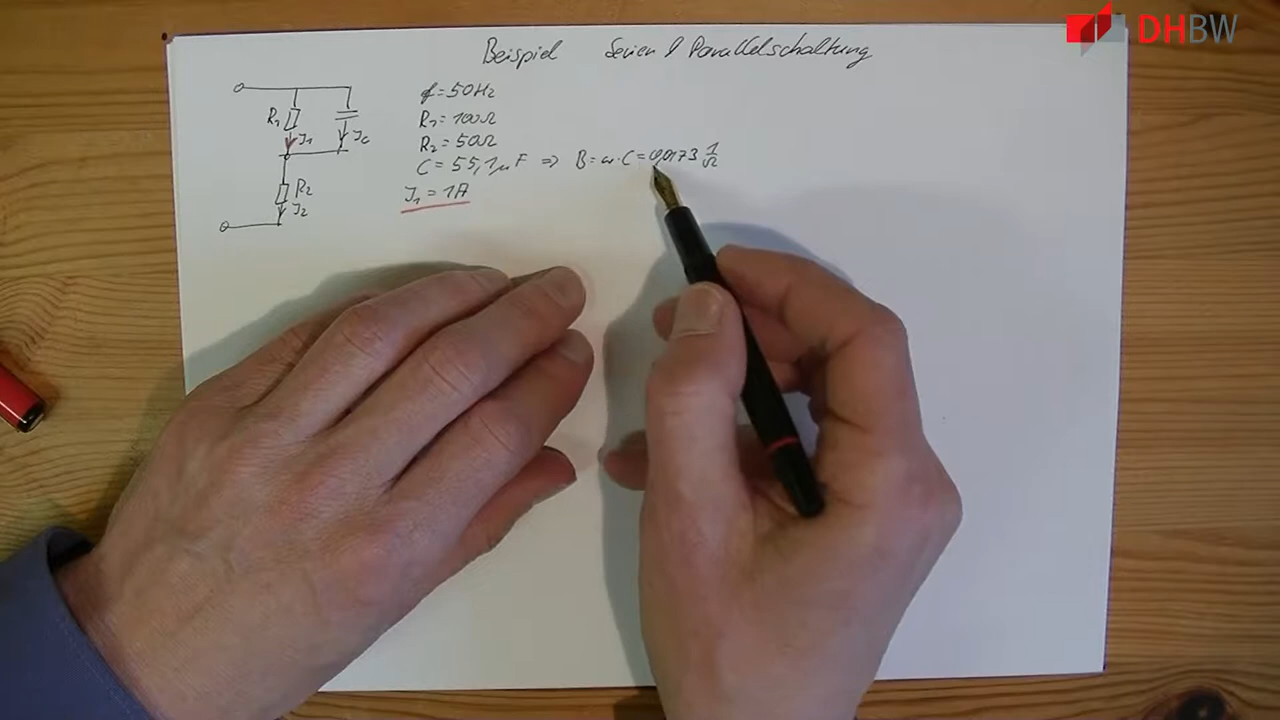 DHBW
Beispiel Serien / Parallelschaltung
f = 50Hz
R₁ = 100Ω
R₂ = 50Ω
C = 55,1μF ⇒ B = ω·C = 0,0173 1/Ω
I₁ = 1A
R₁ I₁ Ic
R₂
I₂